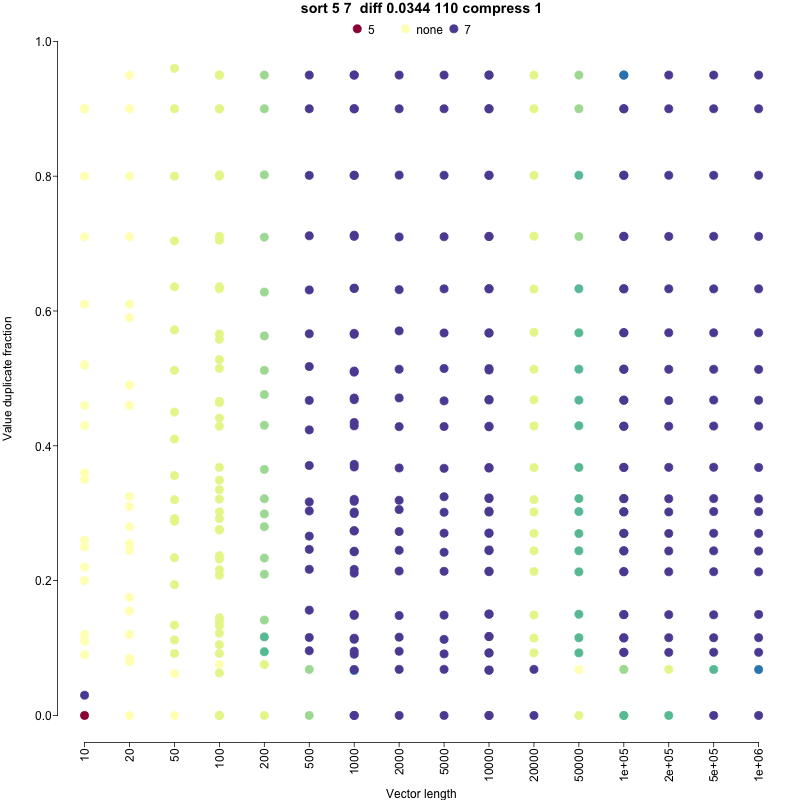 sort 5 7 diff 0.0344 110 compress 1
5 none 7
1.0
0.8
0.6
0.4
0.2
0.0
Value duplicate fraction
10 20 50 100 200 500 1000 2000 5000 10000 20000 50000 1e+05 2e+05 5e+05 1e+06
Vector length